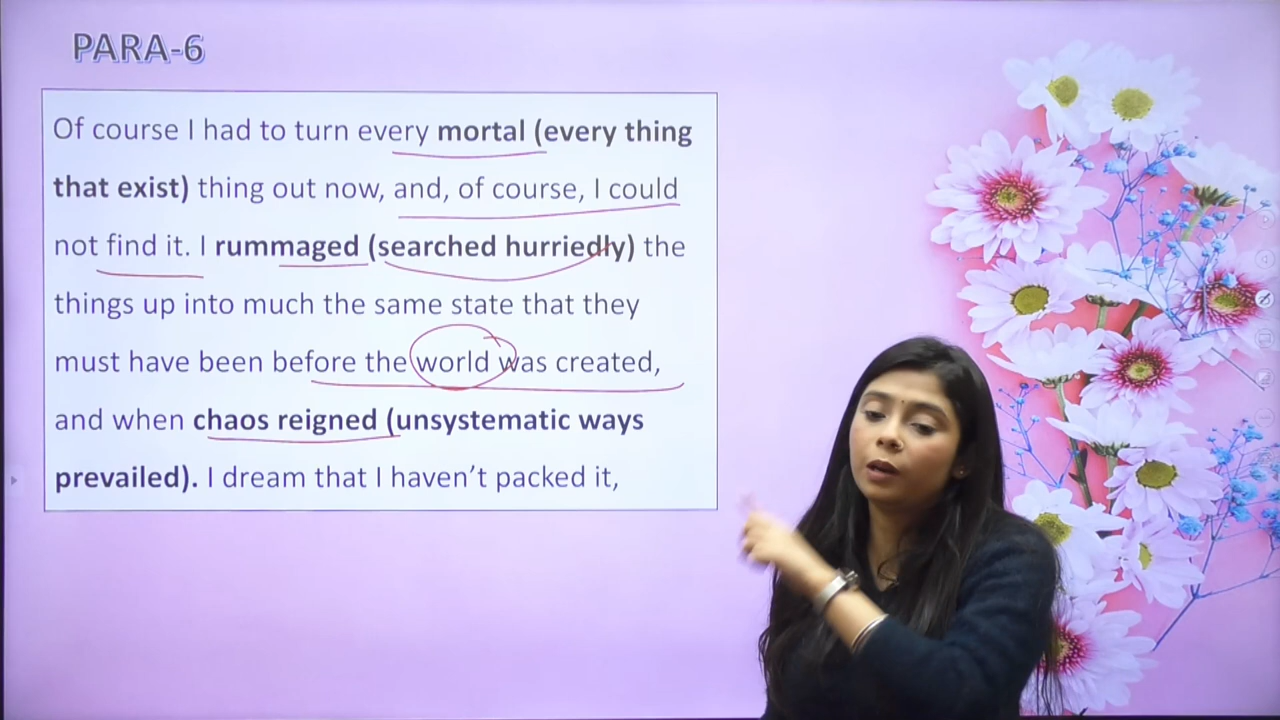 PARA-6
Of course I had to turn every mortal (every thing
that exist) thing out now, and, of course, I could
not find it. I rummaged (searched hurriedly) the
things up into much the same state that they
must have been before the world was created,
and when chaos reigned (unsystematic ways
prevailed). I dream that I haven't packed it,